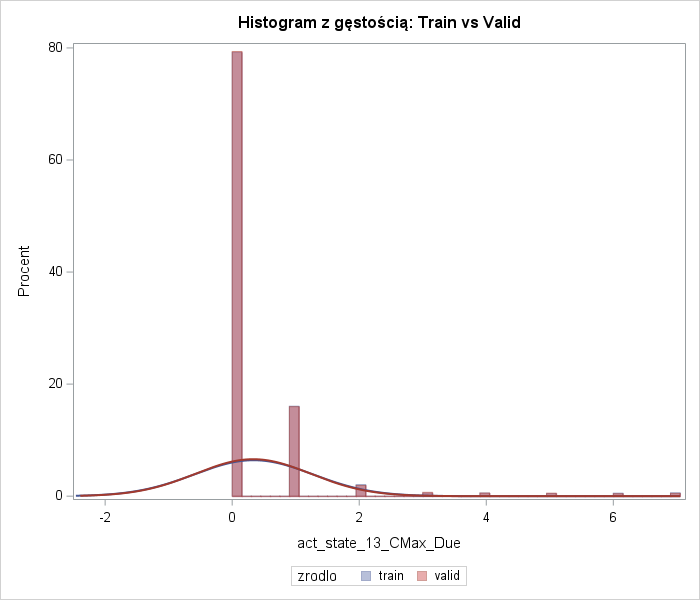 Histogram z gęstością: Train vs Valid
80
60
40
20
0
Procent
-2 0 2 4 6
act_state_13_CMax_Due
zrodlo train valid